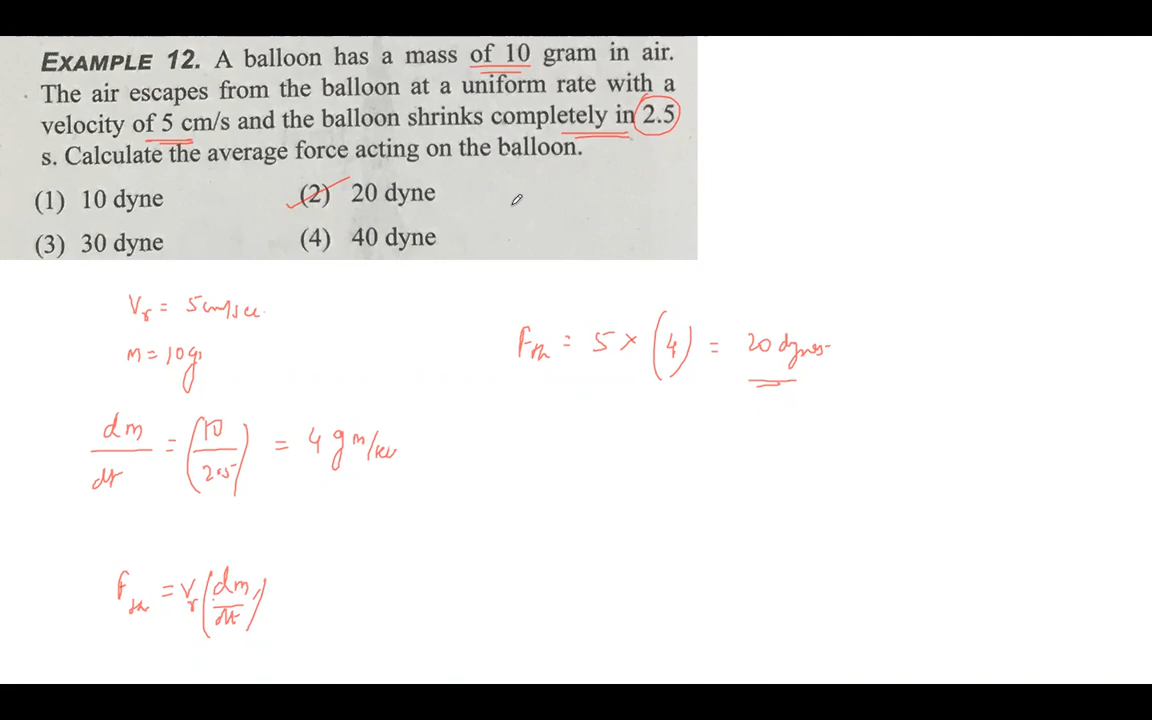 EXAMPLE 12. A balloon has a mass of 10 gram in air.
The air escapes from the balloon at a uniform rate with a
velocity of 5 cm/s and the balloon shrinks completely in 2.5
s. Calculate the average force acting on the balloon.
(1) 10 dyne (2) 20 dyne
(3) 30 dyne (4) 40 dyne
Vr = 5cm/sec.
m = 10g
Fth = 5 × (4) = 20 dynes
dm/dt = (10/2.5) = 4 gm/sec
Fth = Vr (dm/dt)